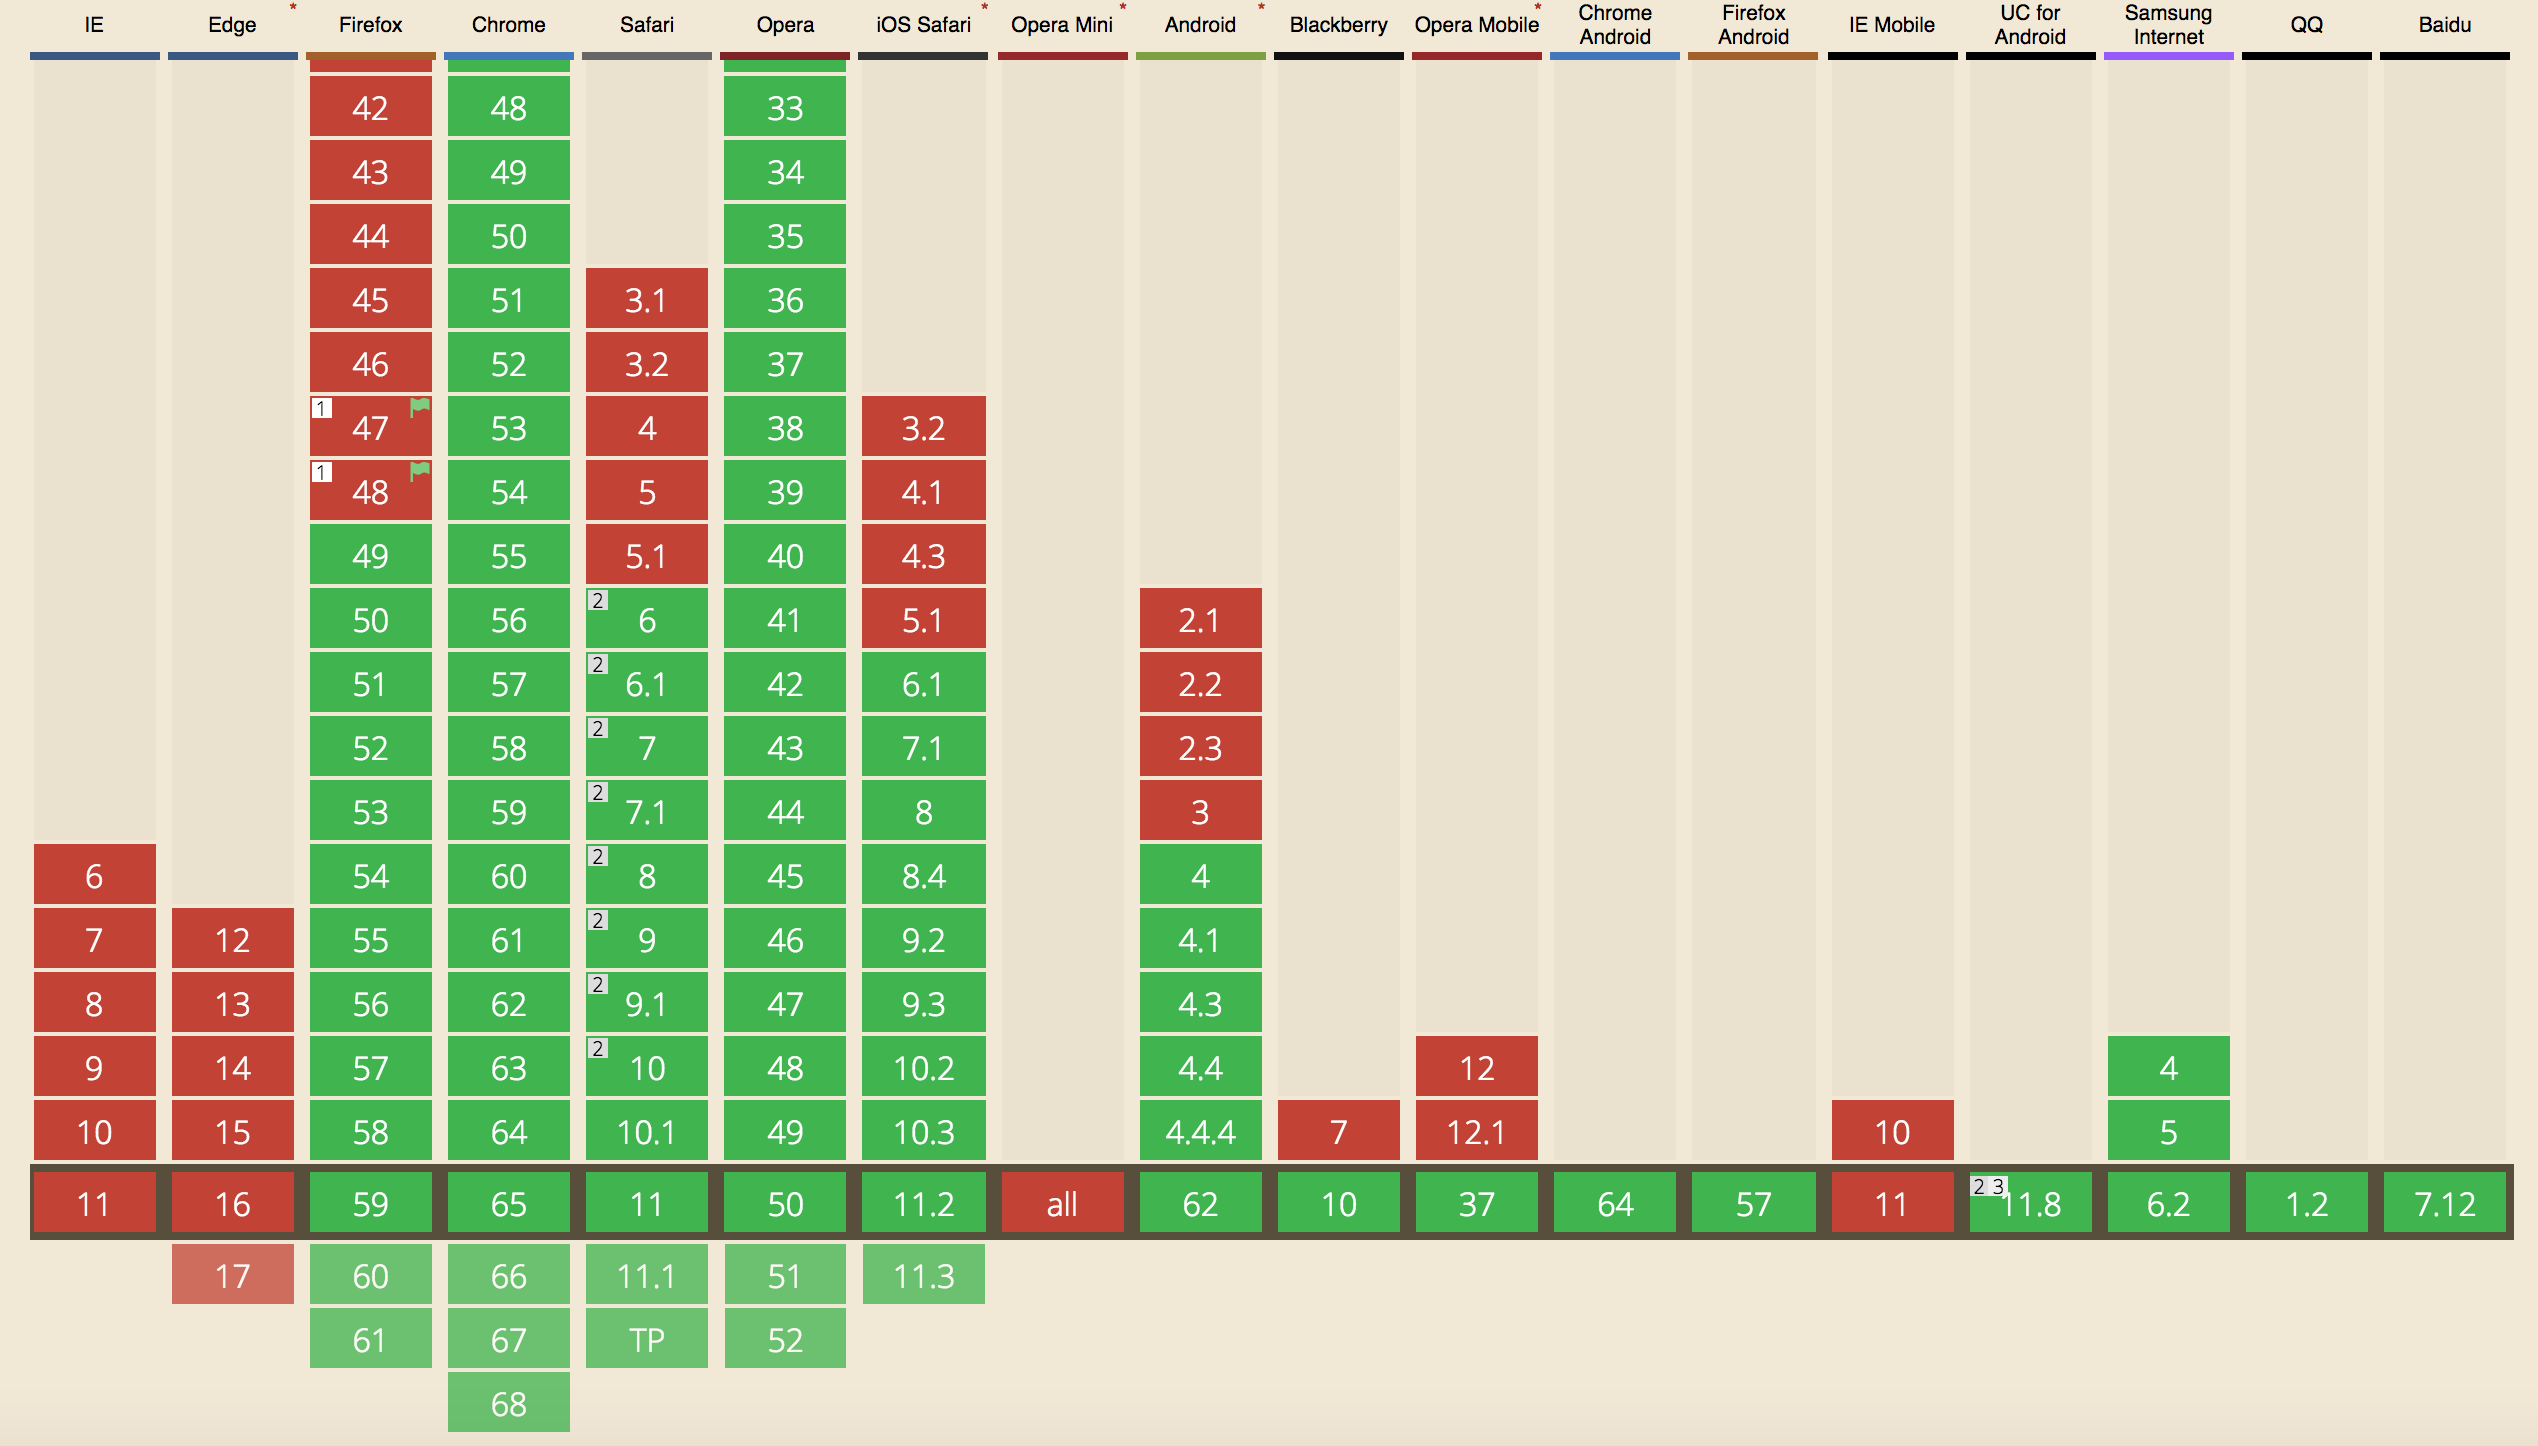 IE Edge * Firefox Chrome Safari Opera iOS Safari * Opera Mini * Android * Blackberry Opera Mobile * Chrome Android Firefox Android IE Mobile UC for Android Samsung Internet QQ Baidu
42 48 33
43 49 34
44 50 35
45 51 3.1 36
46 52 3.2 37
1 47 53 4 38 3.2
1 48 54 5 39 4.1
49 55 5.1 40 4.3
50 56 2 6 41 5.1 2.1
51 57 2 6.1 42 6.1 2.2
52 58 2 7 43 7.1 2.3
53 59 2 7.1 44 8 3
6 54 60 2 8 45 8.4 4
7 12 55 61 2 9 46 9.2 4.1
8 13 56 62 2 9.1 47 9.3 4.3
9 14 57 63 2 10 48 10.2 4.4 12 4
10 15 58 64 10.1 49 10.3 4.4.4 7 12.1 10 5
11 16 59 65 11 50 11.2 all 62 10 37 64 57 11 2 3 11.8 6.2 1.2 7.12
17 60 66 11.1 51 11.3
61 67 TP 52
68